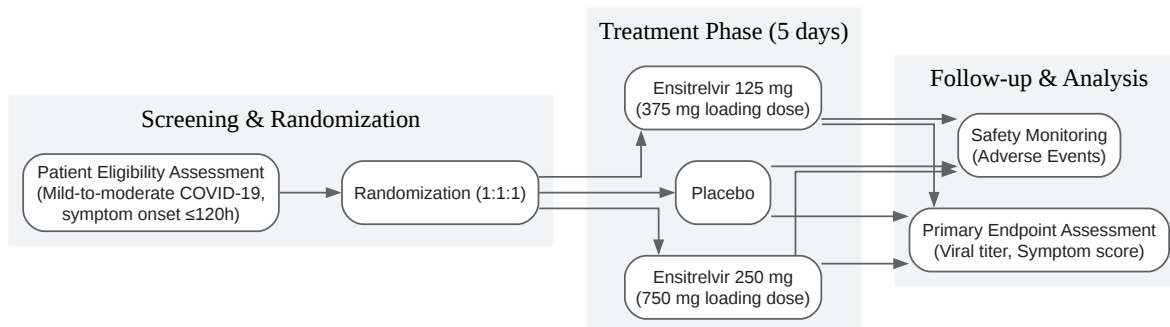 Screening & Randomization
Patient Eligibility Assessment
(Mild-to-moderate COVID-19,
symptom onset ≤120h)
Randomization (1:1:1)
Treatment Phase (5 days)
Ensitrelvir 125 mg
(375 mg loading dose)
Placebo
Ensitrelvir 250 mg
(750 mg loading dose)
Follow-up & Analysis
Safety Monitoring
(Adverse Events)
Primary Endpoint Assessment
(Viral titer, Symptom score)